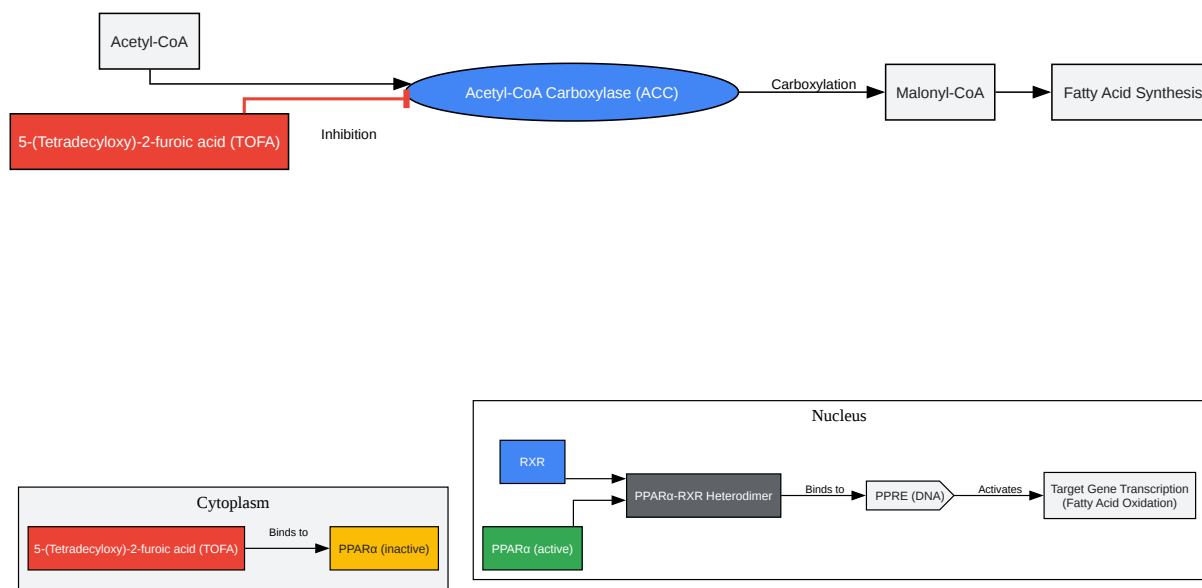 Acetyl-CoA
Acetyl-CoA Carboxylase (ACC)
Carboxylation
Malonyl-CoA
Fatty Acid Synthesis
5-(Tetradecyloxy)-2-furoic acid (TOFA)
Inhibition
Nucleus
RXR
PPARα-RXR Heterodimer
Binds to
PPRE (DNA)
Activates
Target Gene Transcription
(Fatty Acid Oxidation)
PPARα (active)
Cytoplasm
5-(Tetradecyloxy)-2-furoic acid (TOFA)
Binds to
PPARα (inactive)